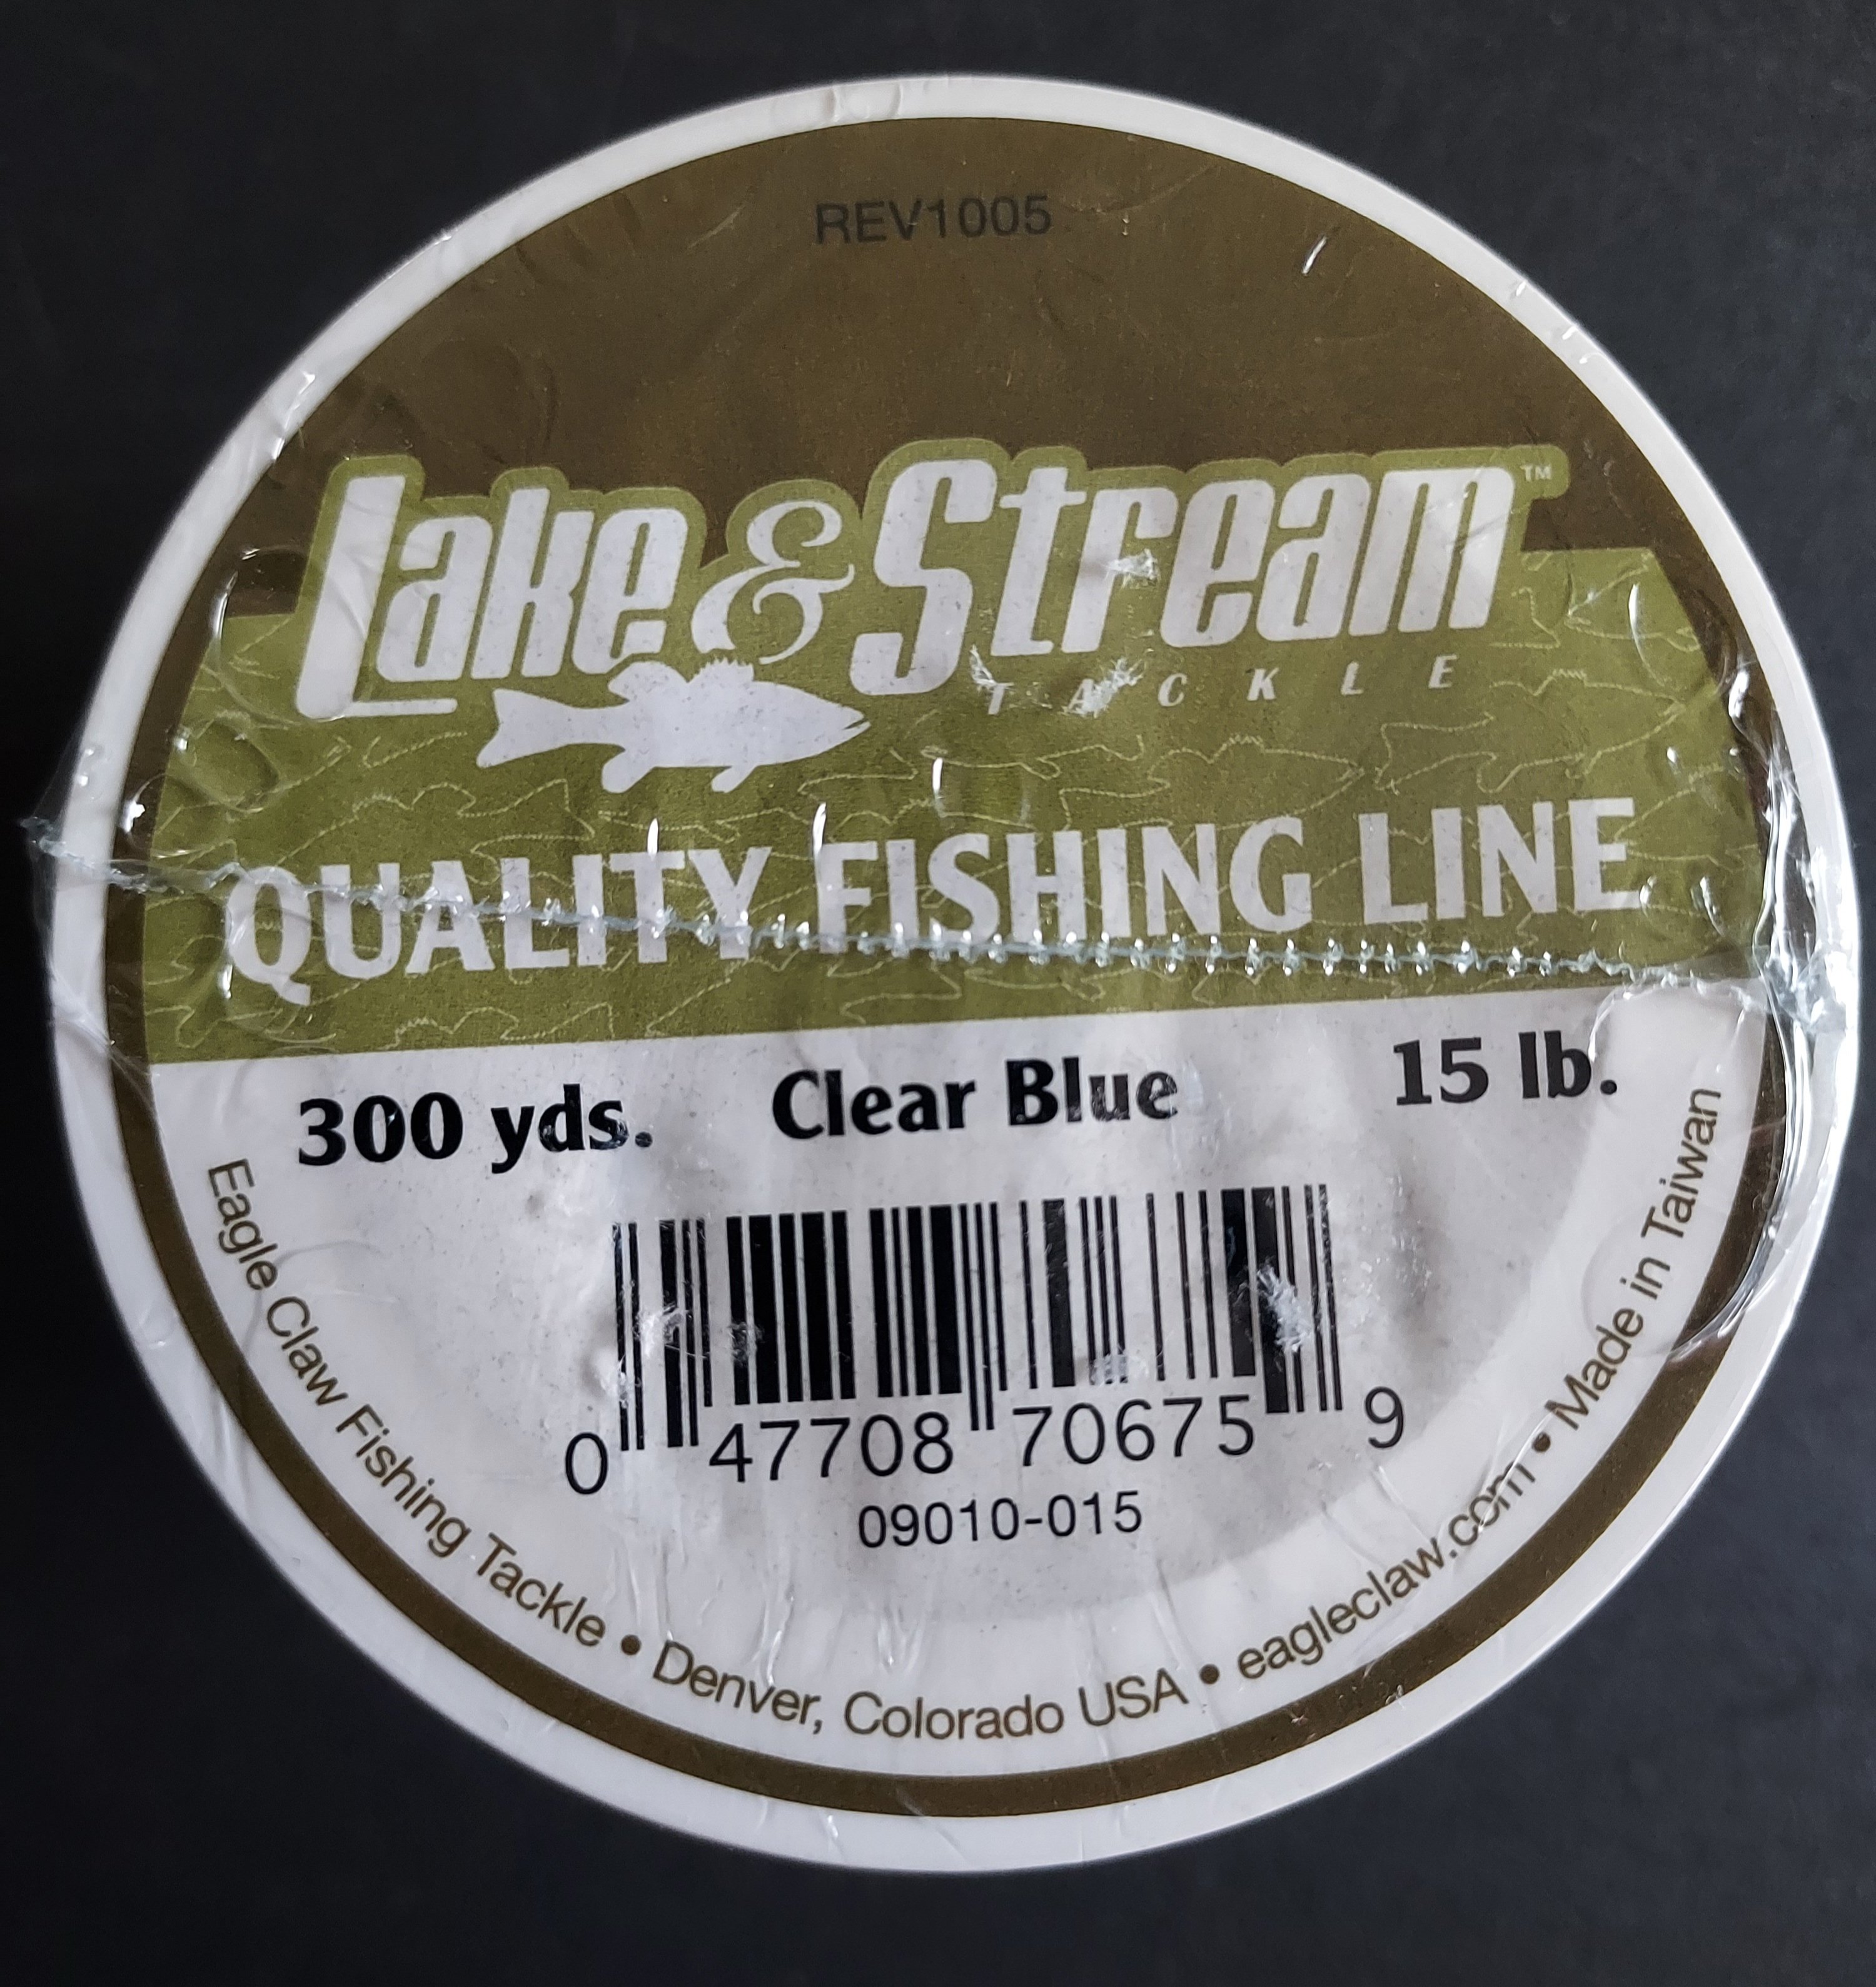 REV1005
Lake & Stream™
TACKLE
QUALITY FISHING LINE
300 yds. Clear Blue 15 lb.
0 47708 70675 9
09010-015
Eagle Claw Fishing Tackle • Denver, Colorado USA • eagleclaw.com • Made in Taiwan